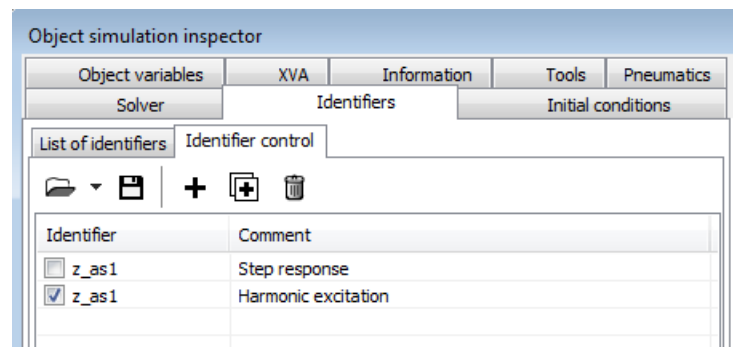 Object simulation inspector
Object variables XVA Information Tools Pneumatics
Solver Identifiers Initial conditions
List of identifiers Identifier control
Identifier Comment
z_as1 Step response
z_as1 Harmonic excitation